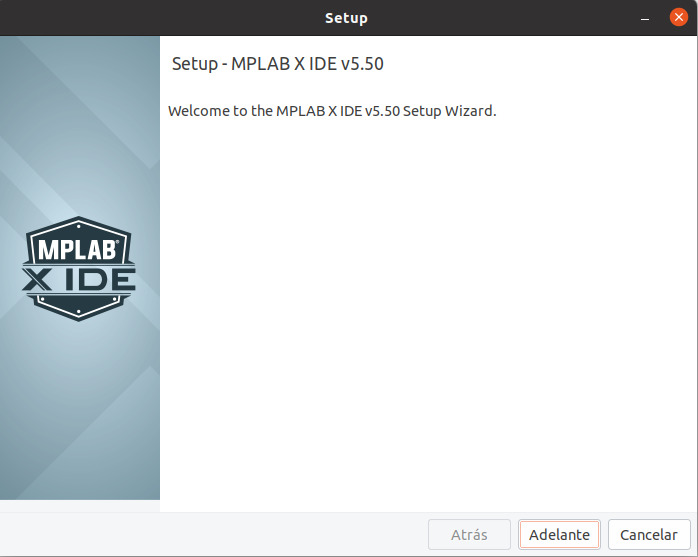 Setup
Setup - MPLAB X IDE v5.50
Welcome to the MPLAB X IDE v5.50 Setup Wizard.
MPLAB®
X IDE
Atrás
Adelante
Cancelar